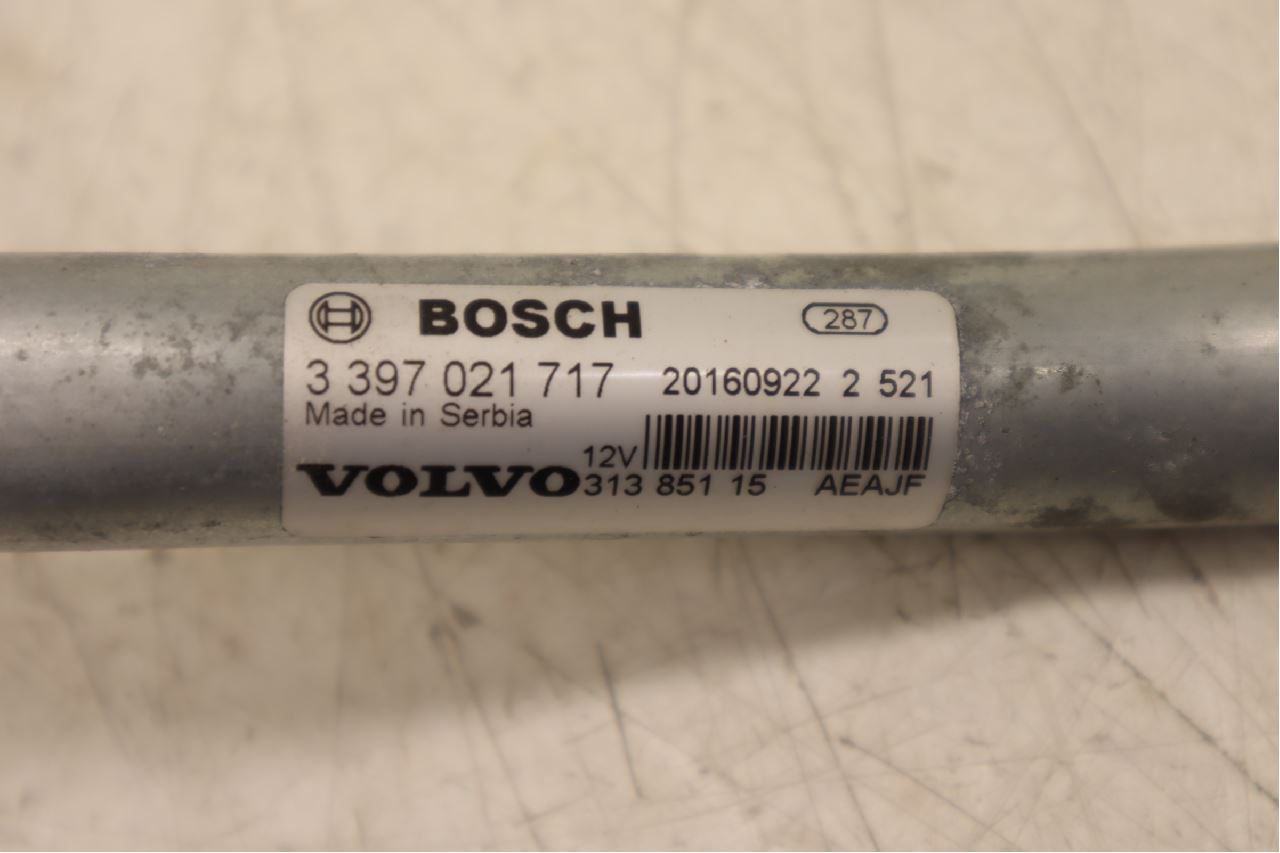 BOSCH 287
3 397 021 717 20160922 2 521
Made in Serbia
12V
VOLVO 313 851 15 AEAJF